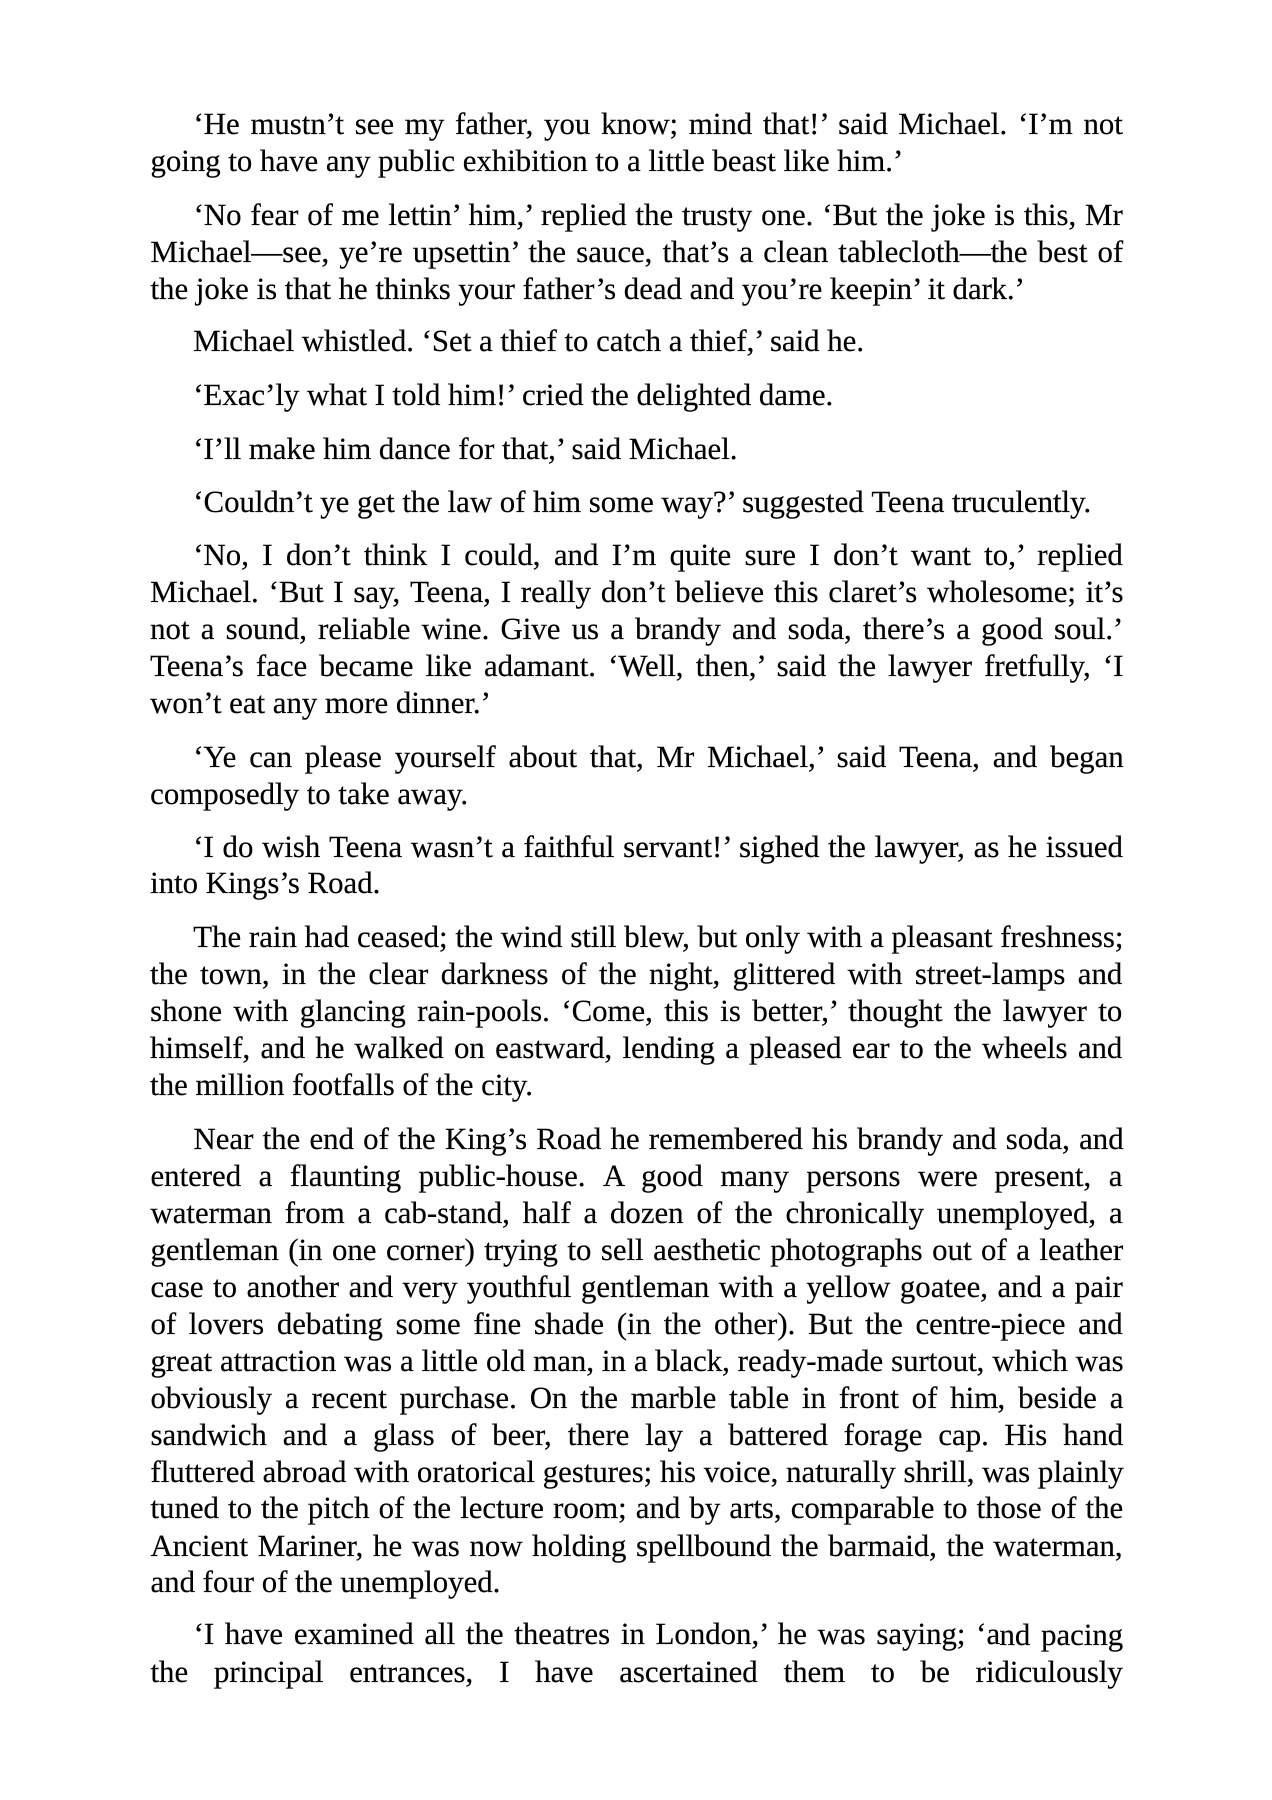 ‘He mustn’t see my father, you know; mind that!’ said Michael. ‘I’m not
going to have any public exhibition to a little beast like him.’
‘No fear of me lettin’ him,’ replied the trusty one. ‘But the joke is this, Mr
Michael—see, ye’re upsettin’ the sauce, that’s a clean tablecloth—the best of
the joke is that he thinks your father’s dead and you’re keepin’ it dark.’
Michael whistled. ‘Set a thief to catch a thief,’ said he.
‘Exac’ly what I told him!’ cried the delighted dame.
‘I’ll make him dance for that,’ said Michael.
‘Couldn’t ye get the law of him some way?’ suggested Teena truculently.
‘No, I don’t think I could, and I’m quite sure I don’t want to,’ replied
Michael. ‘But I say, Teena, I really don’t believe this claret’s wholesome; it’s
not a sound, reliable wine. Give us a brandy and soda, there’s a good soul.’
Teena’s face became like adamant. ‘Well, then,’ said the lawyer fretfully, ‘I
won’t eat any more dinner.’
‘Ye can please yourself about that, Mr Michael,’ said Teena, and began
composedly to take away.
‘I do wish Teena wasn’t a faithful servant!’ sighed the lawyer, as he issued
into Kings’s Road.
The rain had ceased; the wind still blew, but only with a pleasant freshness;
the town, in the clear darkness of the night, glittered with street-lamps and
shone with glancing rain-pools. ‘Come, this is better,’ thought the lawyer to
himself, and he walked on eastward, lending a pleased ear to the wheels and
the million footfalls of the city.
Near the end of the King’s Road he remembered his brandy and soda, and
entered a flaunting public-house. A good many persons were present, a
waterman from a cab-stand, half a dozen of the chronically unemployed, a
gentleman (in one corner) trying to sell aesthetic photographs out of a leather
case to another and very youthful gentleman with a yellow goatee, and a pair
of lovers debating some fine shade (in the other). But the centre-piece and
great attraction was a little old man, in a black, ready-made surtout, which was
obviously a recent purchase. On the marble table in front of him, beside a
sandwich and a glass of beer, there lay a battered forage cap. His hand
fluttered abroad with oratorical gestures; his voice, naturally shrill, was plainly
tuned to the pitch of the lecture room; and by arts, comparable to those of the
Ancient Mariner, he was now holding spellbound the barmaid, the waterman,
and four of the unemployed.
‘I have examined all the theatres in London,’ he was saying; ‘and pacing
the principal entrances, I have ascertained them to be ridiculously